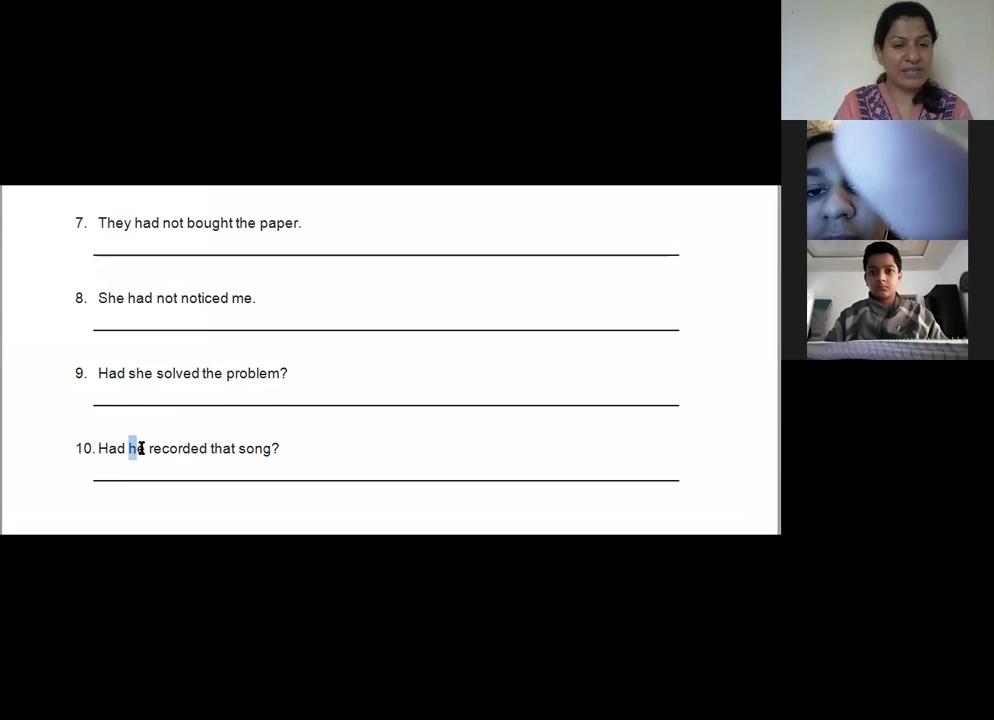 7. They had not bought the paper.
8. She had not noticed me.
9. Had she solved the problem?
10. Had he recorded that song?